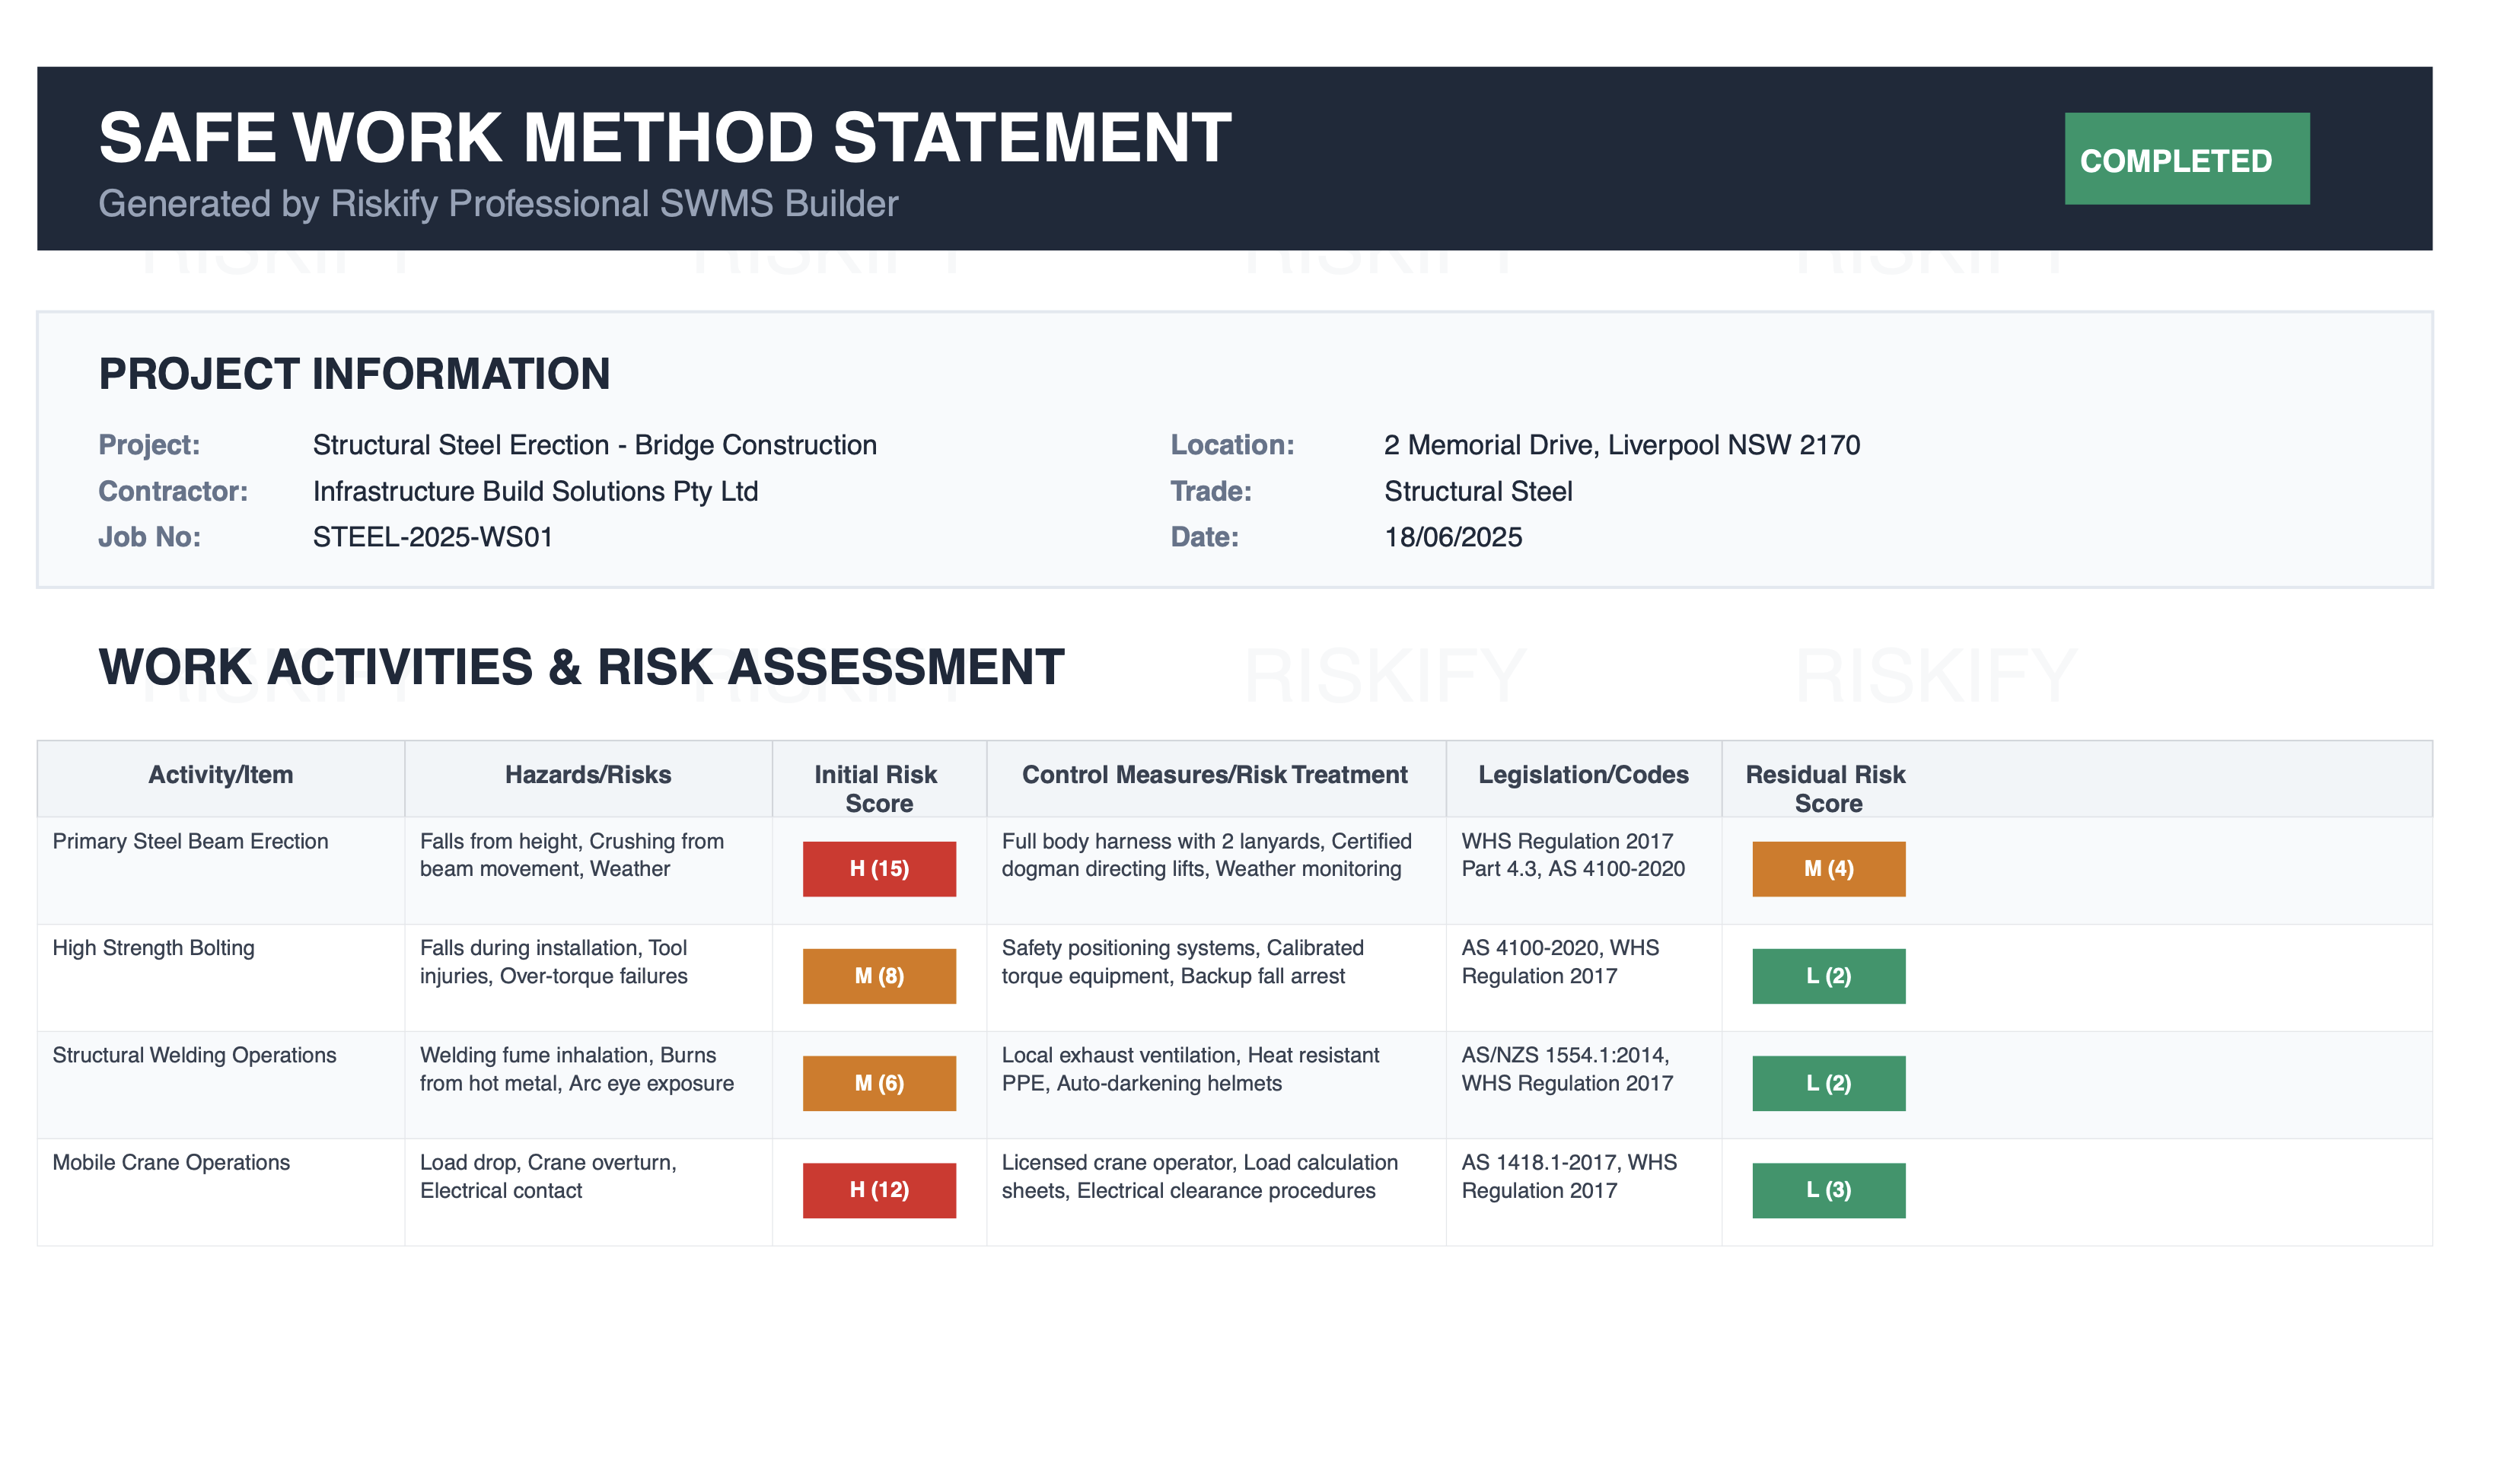 SAFE WORK METHOD STATEMENT
Generated by Riskify Professional SWMS Builder
COMPLETED
RISKIFY RISKIFY RISKIFY RISKIFY
PROJECT INFORMATION
Project: Structural Steel Erection - Bridge Construction Location: 2 Memorial Drive, Liverpool NSW 2170
Contractor: Infrastructure Build Solutions Pty Ltd Trade: Structural Steel
Job No: STEEL-2025-WS01 Date: 18/06/2025
WORK ACTIVITIES & RISK ASSESSMENT
RISKIFY RISKIFY RISKIFY RISKIFY
Activity/Item
Hazards/Risks
Initial Risk
Score
Control Measures/Risk Treatment
Legislation/Codes
Residual Risk
Score
Primary Steel Beam Erection
Falls from height, Crushing from
beam movement, Weather
H (15)
Full body harness with 2 lanyards, Certified
dogman directing lifts, Weather monitoring
WHS Regulation 2017
Part 4.3, AS 4100-2020
M (4)
High Strength Bolting
Falls during installation, Tool
injuries, Over-torque failures
M (8)
Safety positioning systems, Calibrated
torque equipment, Backup fall arrest
AS 4100-2020, WHS
Regulation 2017
L (2)
Structural Welding Operations
Welding fume inhalation, Burns
from hot metal, Arc eye exposure
M (6)
Local exhaust ventilation, Heat resistant
PPE, Auto-darkening helmets
AS/NZS 1554.1:2014,
WHS Regulation 2017
L (2)
Mobile Crane Operations
Load drop, Crane overturn,
Electrical contact
H (12)
Licensed crane operator, Load calculation
sheets, Electrical clearance procedures
AS 1418.1-2017, WHS
Regulation 2017
L (3)